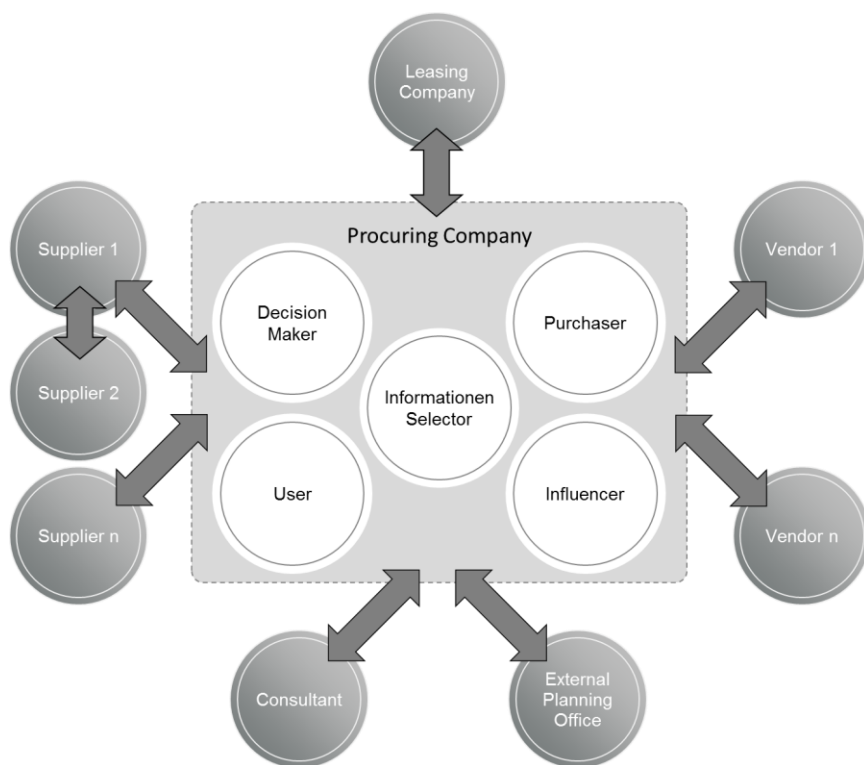 Leasing
Company
Procuring Company
Supplier 1
Vendor 1
Decision
Maker
Purchaser
Informationen
Selector
Supplier 2
User
Influencer
Supplier n
Vendor n
Consultant
External
Planning
Office